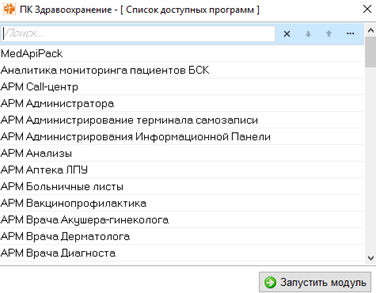 ПК Здравоохранение - [ Список доступных программ ]
Поиск...
MedApiPack
Аналитика мониторинга пациентов БСК
АРМ Call-центр
АРМ Администратора
АРМ Администрирование терминала самозаписи
АРМ Администрирования Информационной Панели
АРМ Анализы
АРМ Аптека ЛПУ
АРМ Больничные листы
АРМ Вакцинопрофилактика
АРМ Врача Акушера-гинеколога
АРМ Врача Дерматолога
АРМ Врача Диагноста
Запустить модуль